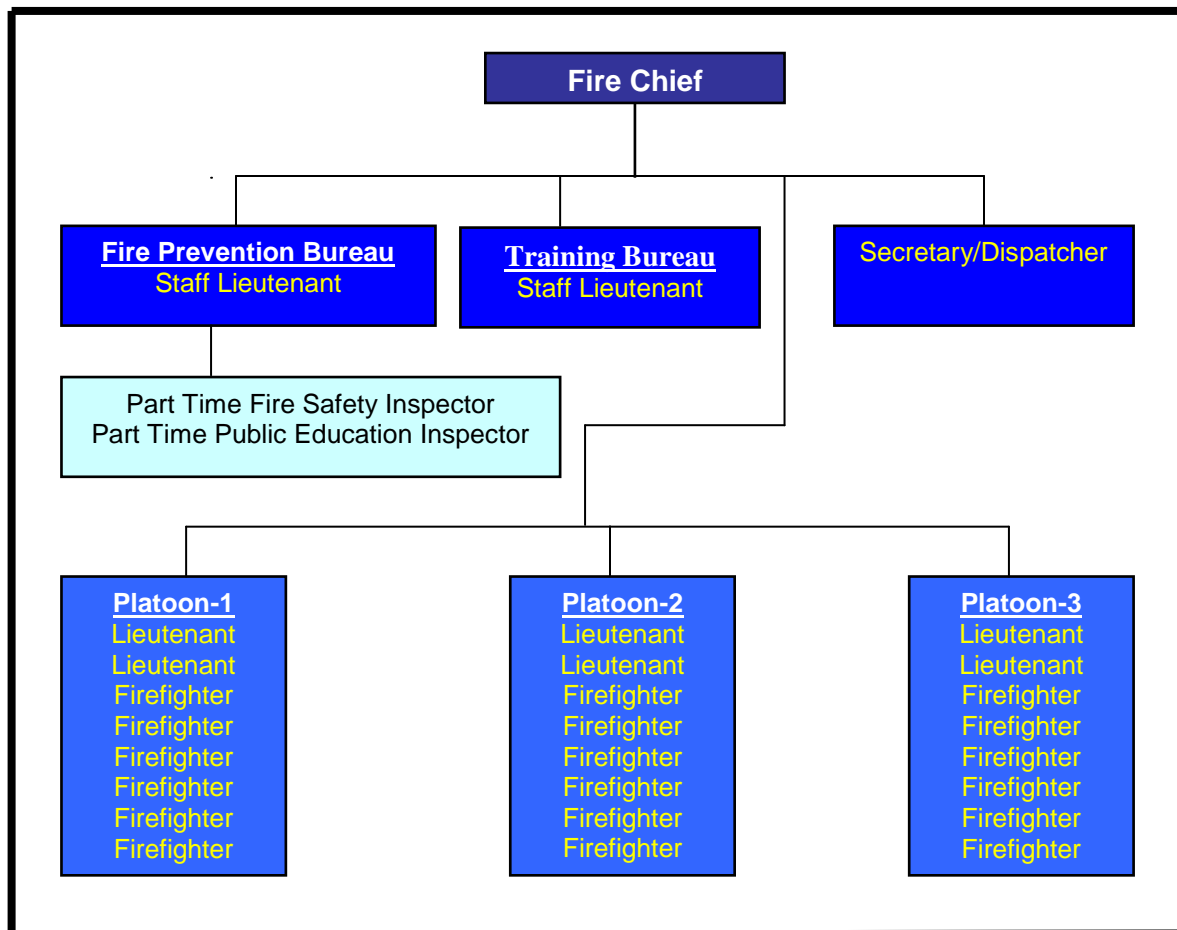 Fire Chief
Fire Prevention Bureau
Staff Lieutenant
Training Bureau
Staff Lieutenant
Secretary/Dispatcher
Part Time Fire Safety Inspector
Part Time Public Education Inspector
Platoon-1
Lieutenant
Lieutenant
Firefighter
Firefighter
Firefighter
Firefighter
Firefighter
Firefighter
Platoon-2
Lieutenant
Lieutenant
Firefighter
Firefighter
Firefighter
Firefighter
Firefighter
Firefighter
Platoon-3
Lieutenant
Lieutenant
Firefighter
Firefighter
Firefighter
Firefighter
Firefighter
Firefighter